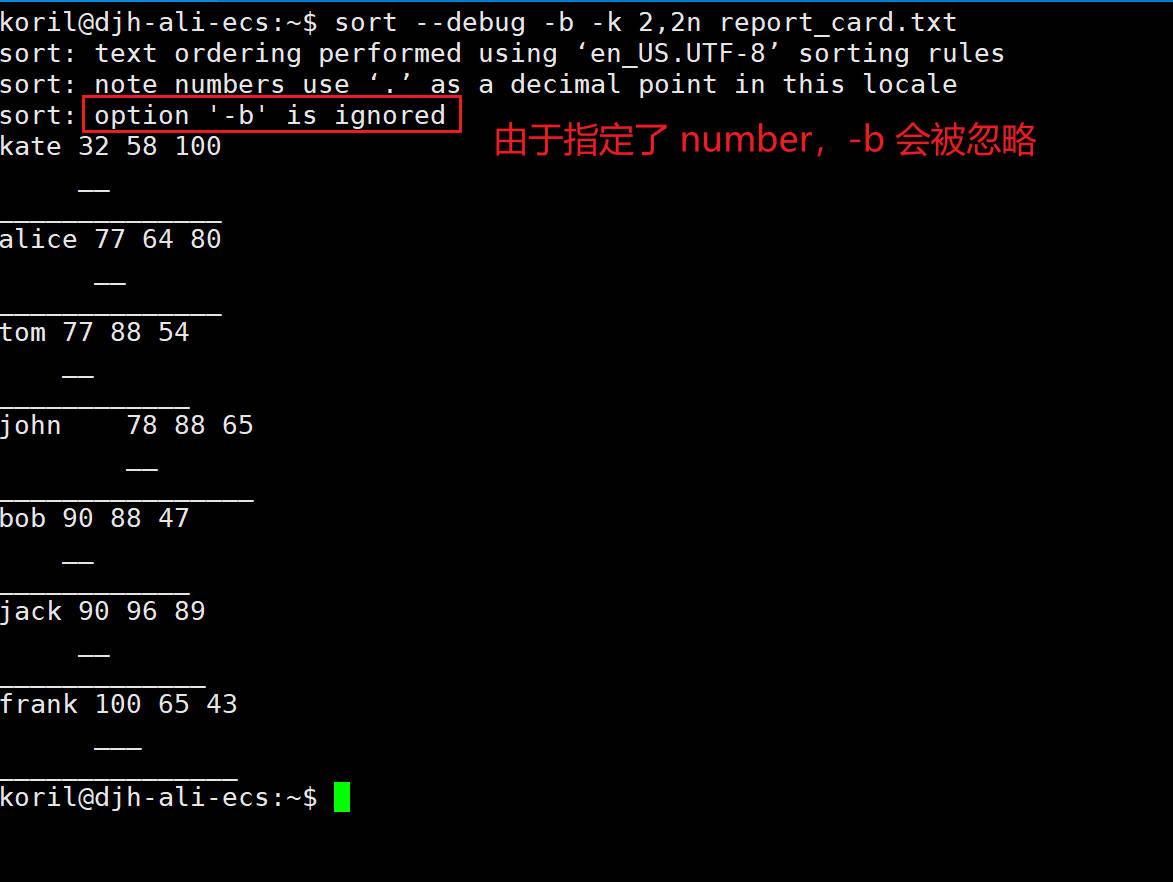 koril@djh-ali-ecs:~$ sort --debug -b -k 2,2n report_card.txt
sort: text ordering performed using ‘en_US.UTF-8’ sorting rules
sort: note numbers use ‘.’ as a decimal point in this locale
sort: option '-b' is ignored
由于指定了 number，-b 会被忽略
kate 32 58 100
     __
______________
alice 77 64 80
      __
______________
tom 77 88 54
    __
____________
john    78 88 65
        __
________________
bob 90 88 47
    __
____________
jack 90 96 89
     __
_____________
frank 100 65 43
      ___
_______________
koril@djh-ali-ecs:~$